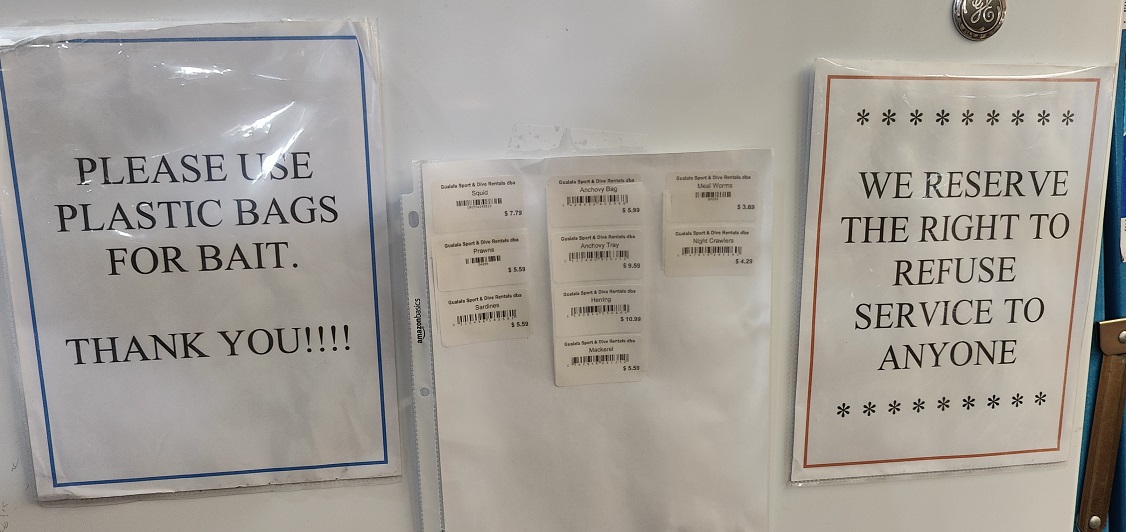 PLEASE USE
PLASTIC BAGS
FOR BAIT.
THANK YOU!!!!
amazonbasics
Gualala Sport & Dive Rentals dba
Squid
$ 7.79
Gualala Sport & Dive Rentals dba
Prawns
$ 5.59
Gualala Sport & Dive Rentals dba
Sardines
$ 5.59
Gualala Sport & Dive Rentals dba
Anchovy Bag
$ 5.99
Gualala Sport & Dive Rentals dba
Anchovy Tray
$ 9.59
Gualala Sport & Dive Rentals dba
Herring
$ 10.99
Gualala Sport & Dive Rentals dba
Mackerel
$ 5.59
Gualala Sport & Dive Rentals dba
Meal Worms
$ 3.89
Gualala Sport & Dive Rentals dba
Night Crawlers
$ 4.29
GE
* * * * * * * * *
WE RESERVE
THE RIGHT TO
REFUSE
SERVICE TO
ANYONE
* * * * * * * * *